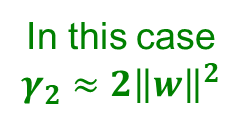 In this case
γ₂ ≈ 2‖w‖²